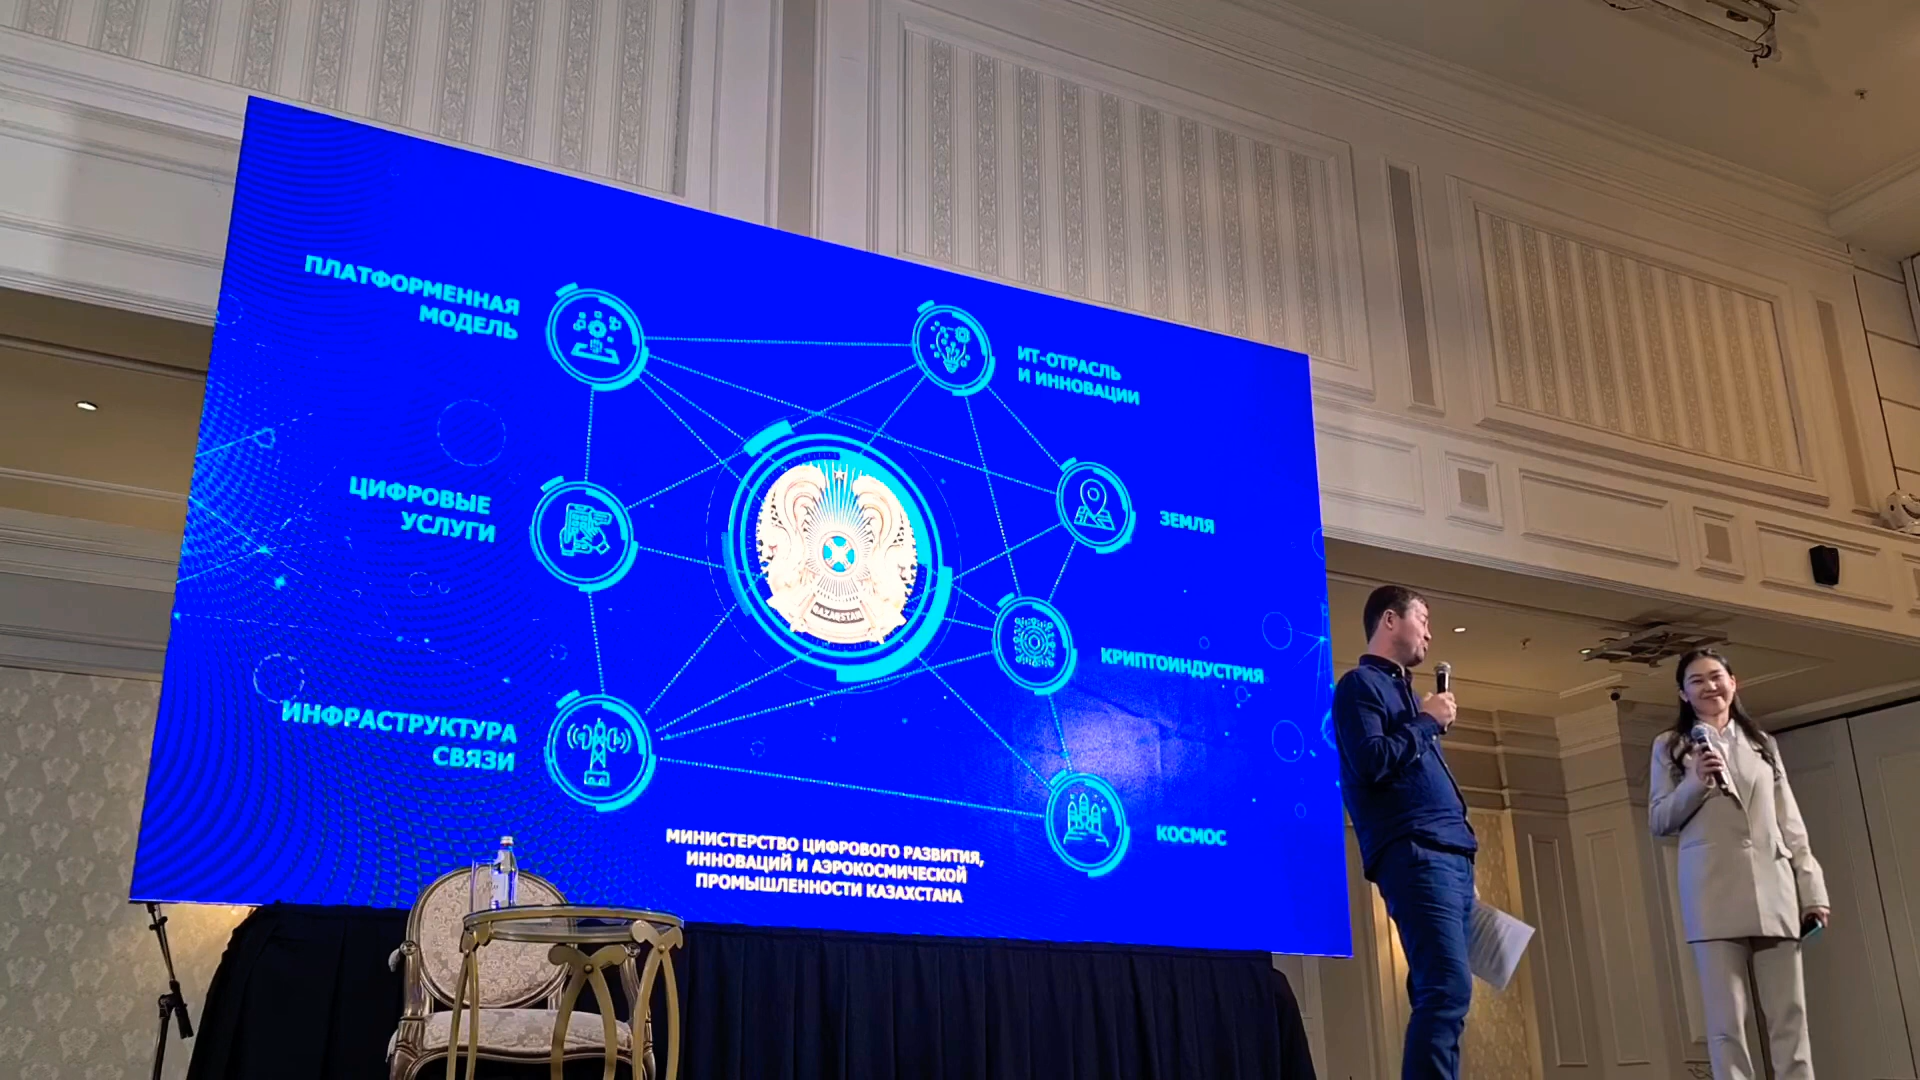 ПЛАТФОРМЕННАЯ
МОДЕЛЬ
ИТ-ОТРАСЛЬ
И ИННОВАЦИИ
ЦИФРОВЫЕ
УСЛУГИ
ЗЕМЛЯ
QAZAQSTAN
КРИПТОИНДУСТРИЯ
ИНФРАСТРУКТУРА
СВЯЗИ
КОСМОС
МИНИСТЕРСТВО ЦИФРОВОГО РАЗВИТИЯ,
ИННОВАЦИЙ И АЭРОКОСМИЧЕСКОЙ
ПРОМЫШЛЕННОСТИ КАЗАХСТАНА